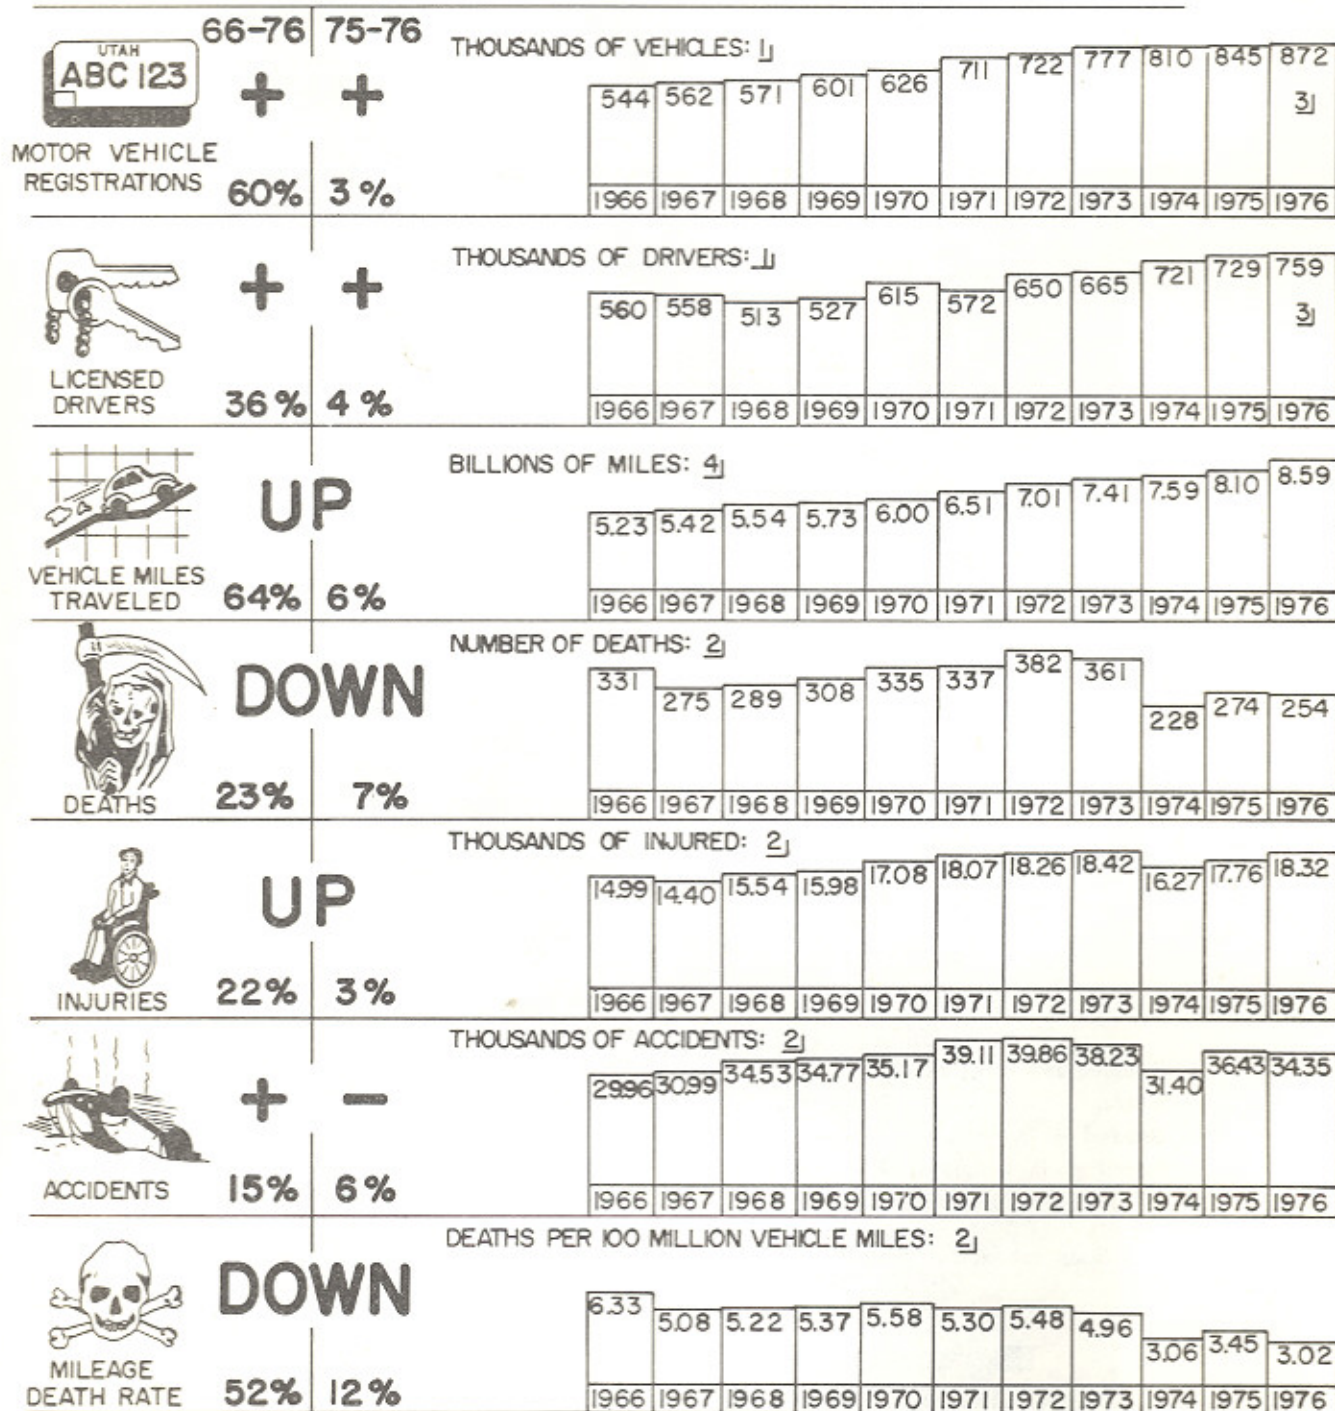 66-76 75-76
UTAH
ABC 123
+ +
MOTOR VEHICLE
REGISTRATIONS
60% 3%
THOUSANDS OF VEHICLES: 1
544 562 571 601 626 711 722 777 810 845 872
3
1966 1967 1968 1969 1970 1971 1972 1973 1974 1975 1976
+ +
LICENSED
DRIVERS
36% 4%
THOUSANDS OF DRIVERS: 1
560 558 513 527 615 572 650 665 721 729 759
3
1966 1967 1968 1969 1970 1971 1972 1973 1974 1975 1976
UP
VEHICLE MILES
TRAVELED
64% 6%
BILLIONS OF MILES: 4
5.23 5.42 5.54 5.73 6.00 6.51 7.01 7.41 7.59 8.10 8.59
1966 1967 1968 1969 1970 1971 1972 1973 1974 1975 1976
DOWN
DEATHS
23% 7%
NUMBER OF DEATHS: 2
331 275 289 308 335 337 382 361 228 274 254
1966 1967 1968 1969 1970 1971 1972 1973 1974 1975 1976
UP
INJURIES
22% 3%
THOUSANDS OF INJURED: 2
14.99 14.40 15.54 15.98 17.08 18.07 18.26 18.42 16.27 17.76 18.32
1966 1967 1968 1969 1970 1971 1972 1973 1974 1975 1976
+ −
ACCIDENTS
15% 6%
THOUSANDS OF ACCIDENTS: 2
29.96 30.99 34.53 34.77 35.17 39.11 39.86 38.23 31.40 36.43 34.35
1966 1967 1968 1969 1970 1971 1972 1973 1974 1975 1976
DOWN
MILEAGE
DEATH RATE
52% 12%
DEATHS PER 100 MILLION VEHICLE MILES: 2
6.33 5.08 5.22 5.37 5.58 5.30 5.48 4.96 3.06 3.45 3.02
1966 1967 1968 1969 1970 1971 1972 1973 1974 1975 1976